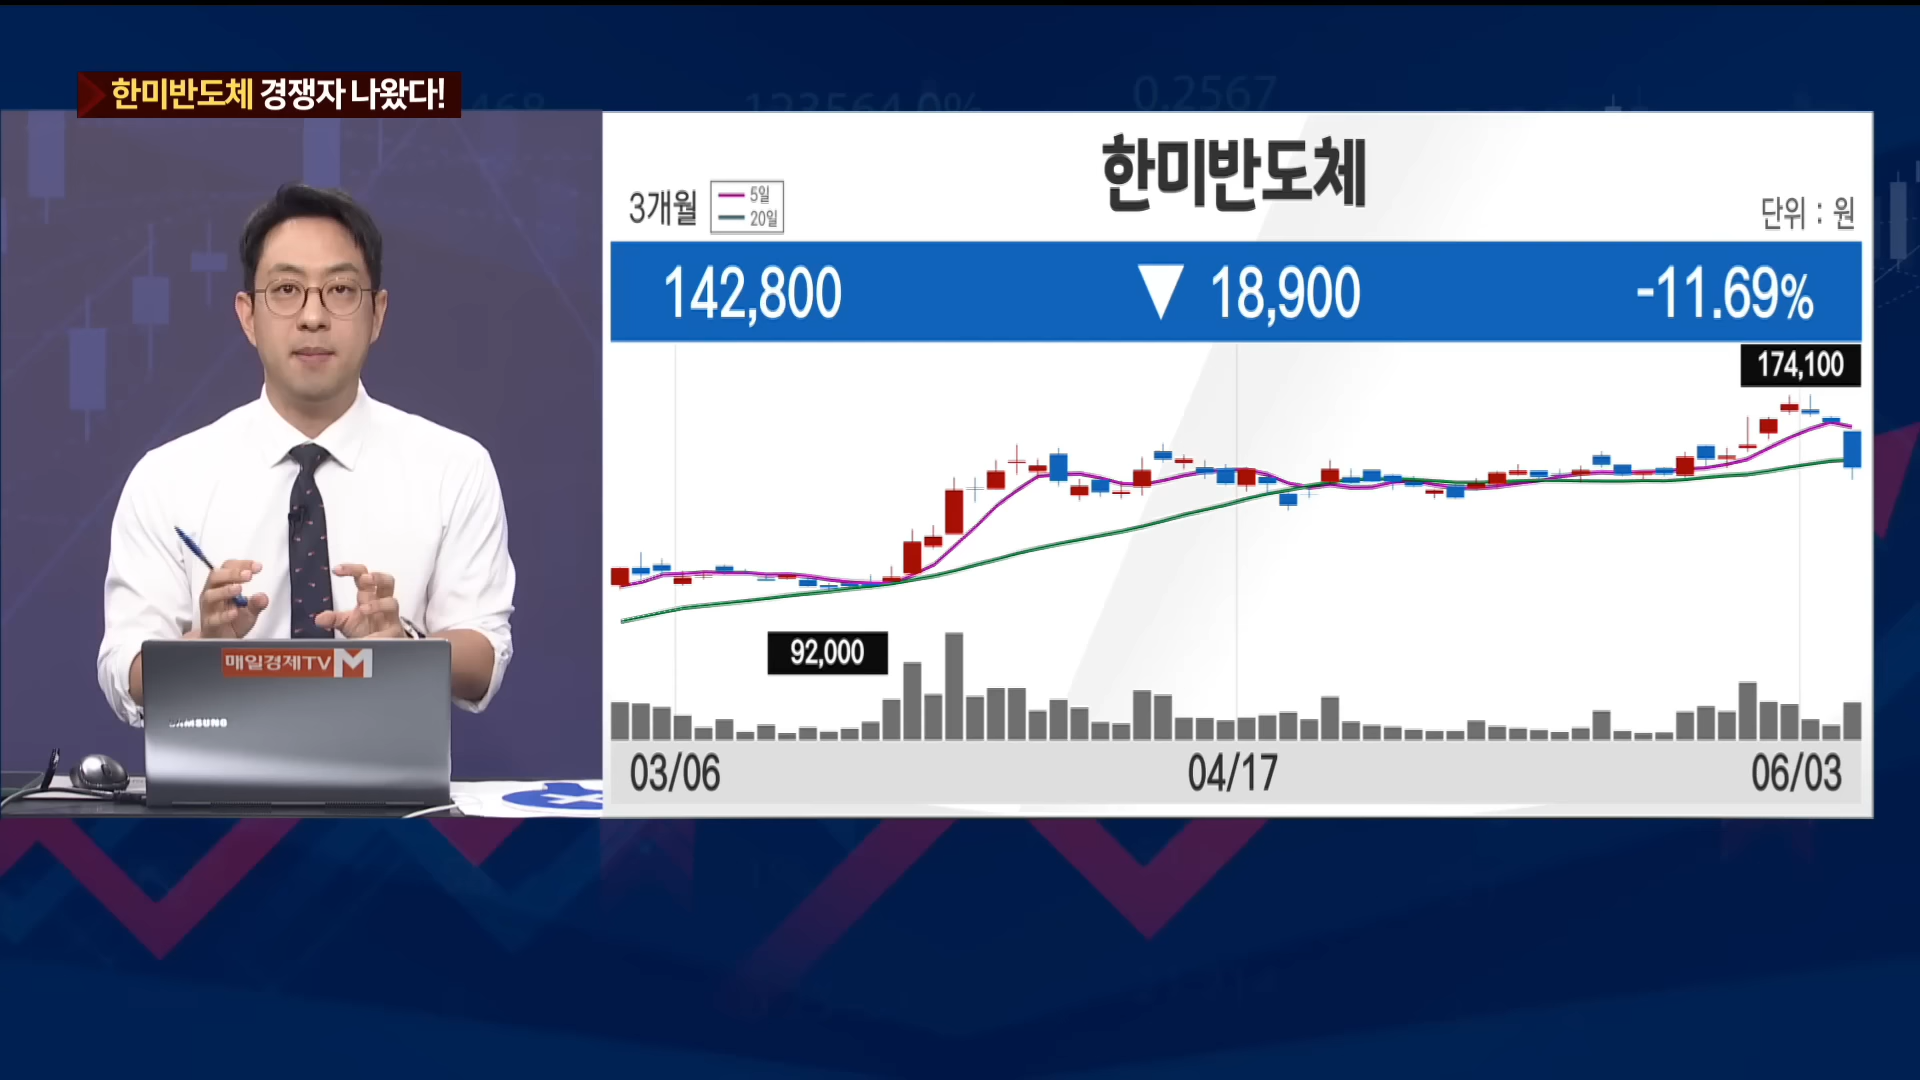 한미반도체 경쟁자 나왔다!
한미반도체
3개월
5일
20일
단위 : 원
142,800 ▼ 18,900 -11.69%
174,100
92,000
03/06 04/17 06/03
매일경제TV M
SAMSUNG
0.2567